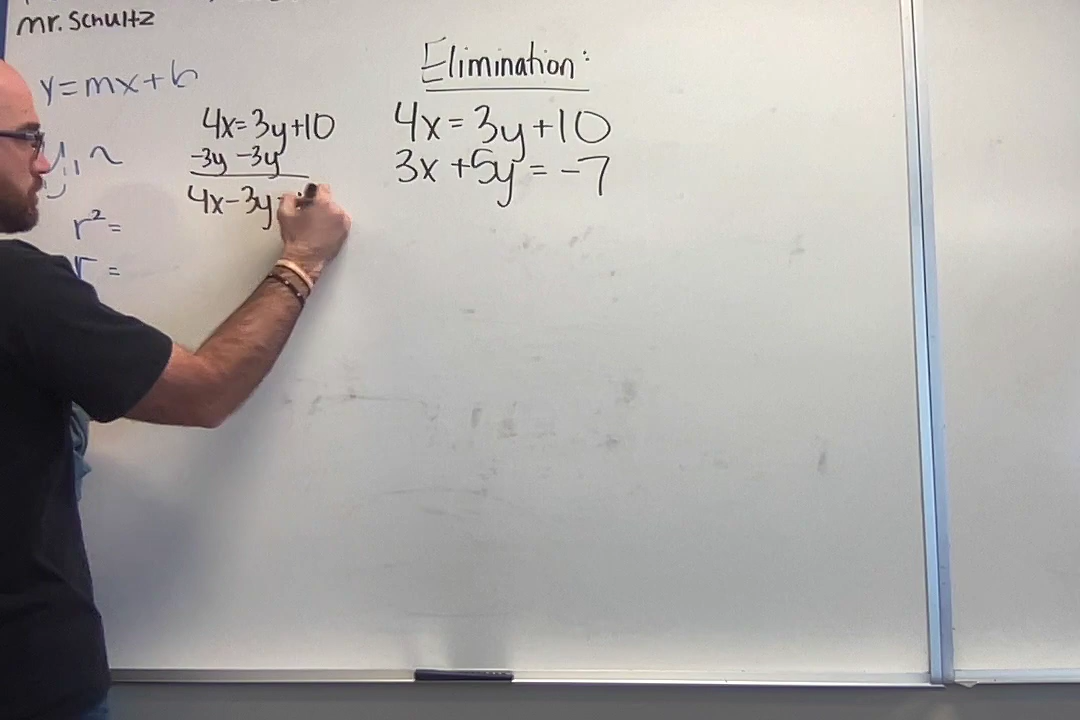 mr. Schultz
y=mx+b
r²=
r =
4x=3y+10
-3y -3y
4x-3y
Elimination:
4x=3y+10
3x+5y=-7